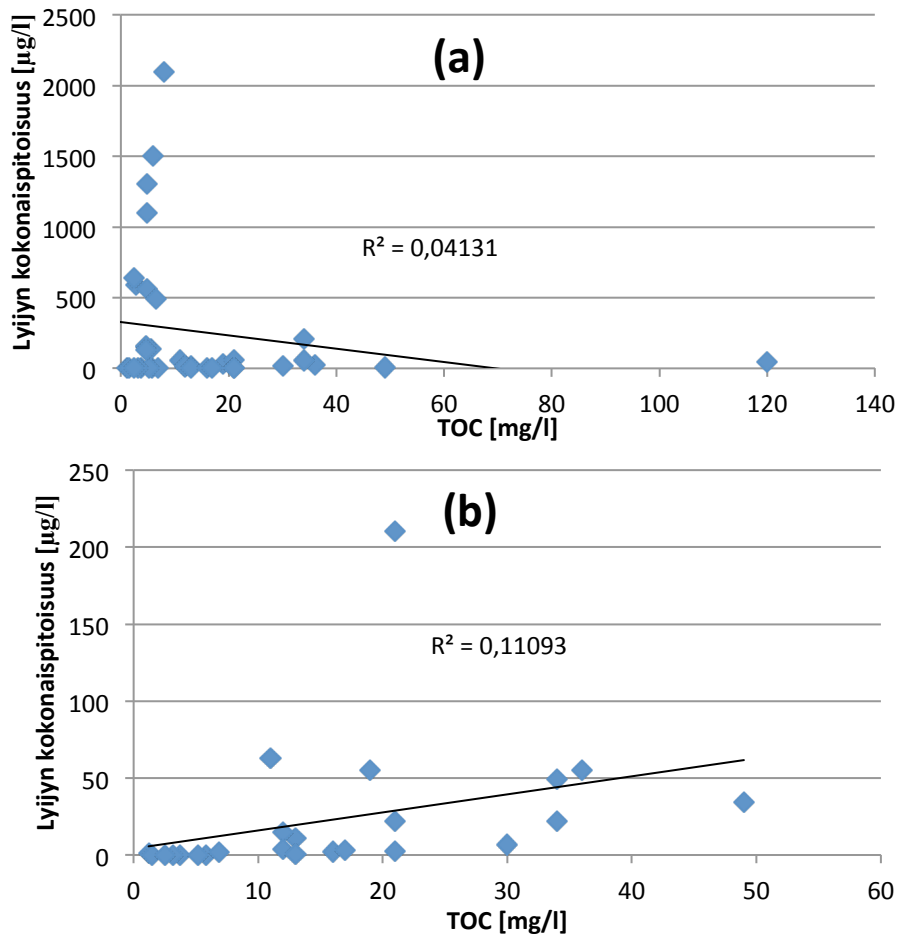 (a)
Lyijyn kokonaispitoisuus [µg/l]
2500
2000
1500
1000
500
0
R² = 0,04131
0 20 40 60 80 100 120 140
TOC [mg/l]
(b)
Lyijyn kokonaispitoisuus [µg/l]
250
200
150
100
50
0
R² = 0,11093
0 10 20 30 40 50 60
TOC [mg/l]